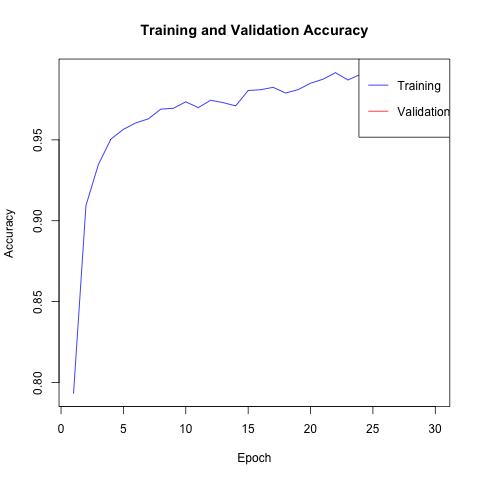 Training and Validation Accuracy
Training
Validation
0.95
0.90
0.85
0.80
Accuracy
0 5 10 15 20 25 30
Epoch